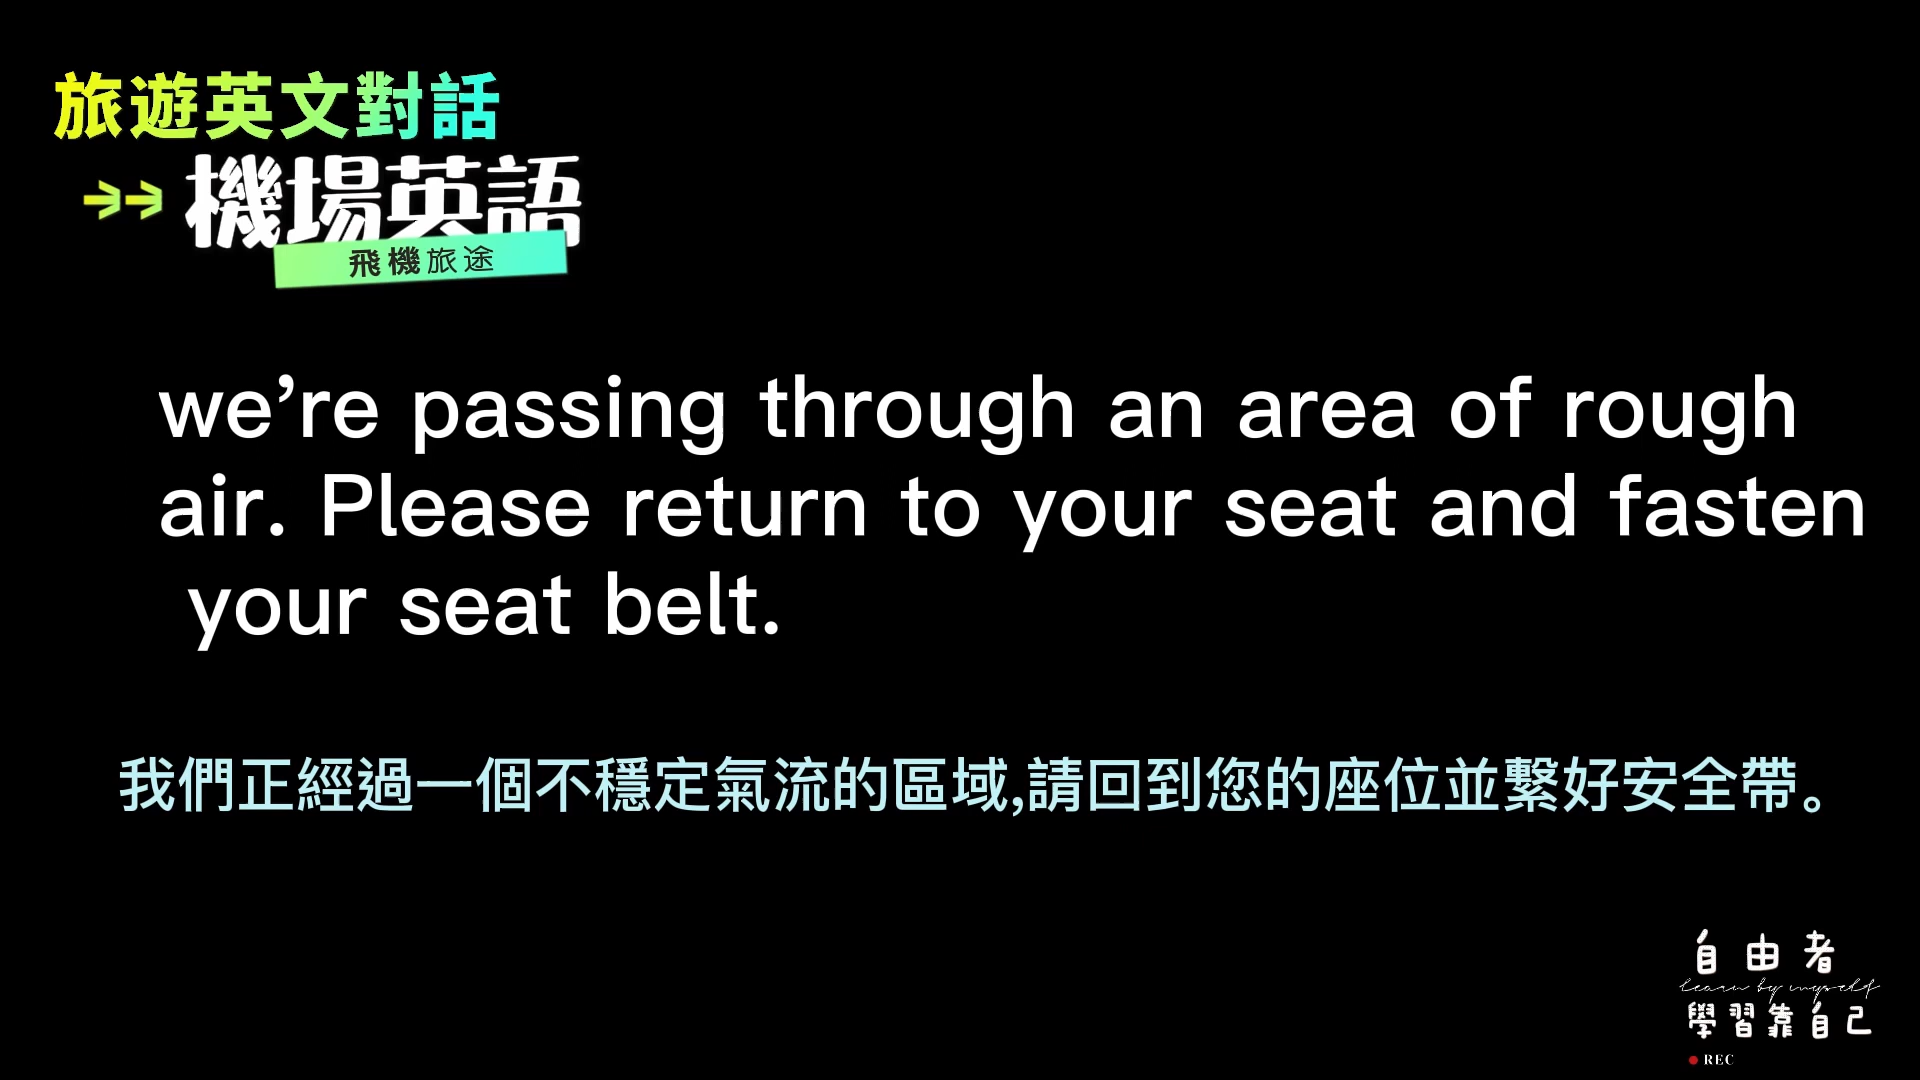 旅遊英文對話
機場英語
飛機旅途
we’re passing through an area of rough
air. Please return to your seat and fasten
your seat belt.
我們正經過一個不穩定氣流的區域,請回到您的座位並繫好安全帶。
自由者
learn by myself
學習靠自己
REC